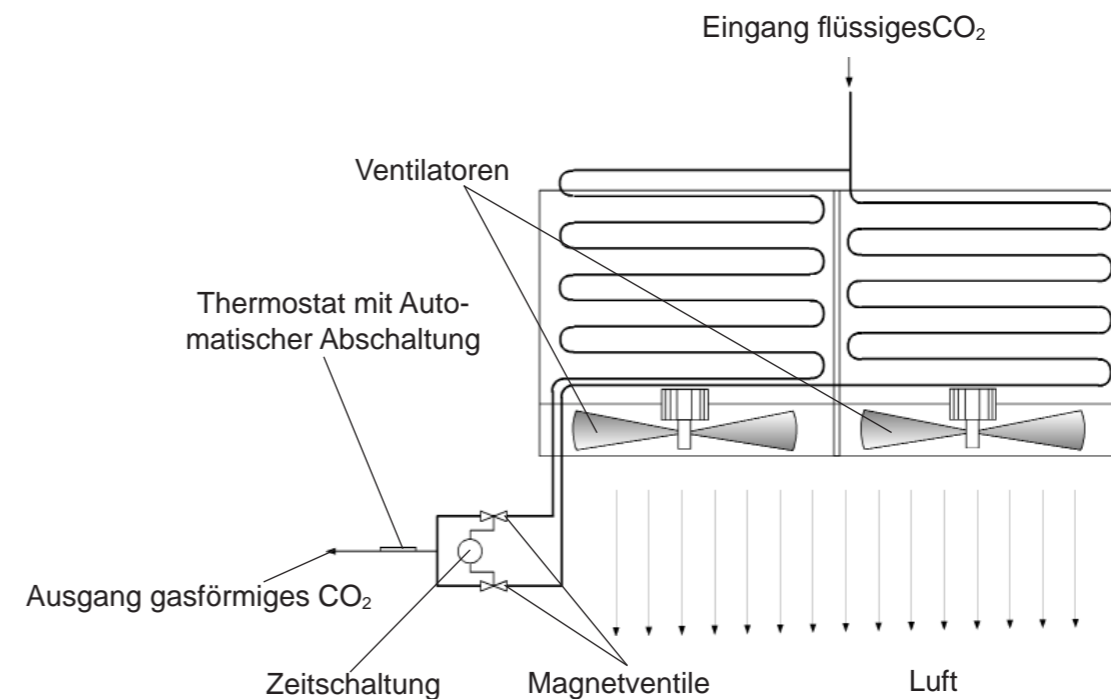 Eingang flüssigesCO₂
Ventilatoren
Thermostat mit Auto-
matischer Abschaltung
Ausgang gasförmiges CO₂
Zeitschaltung
Magnetventile
Luft